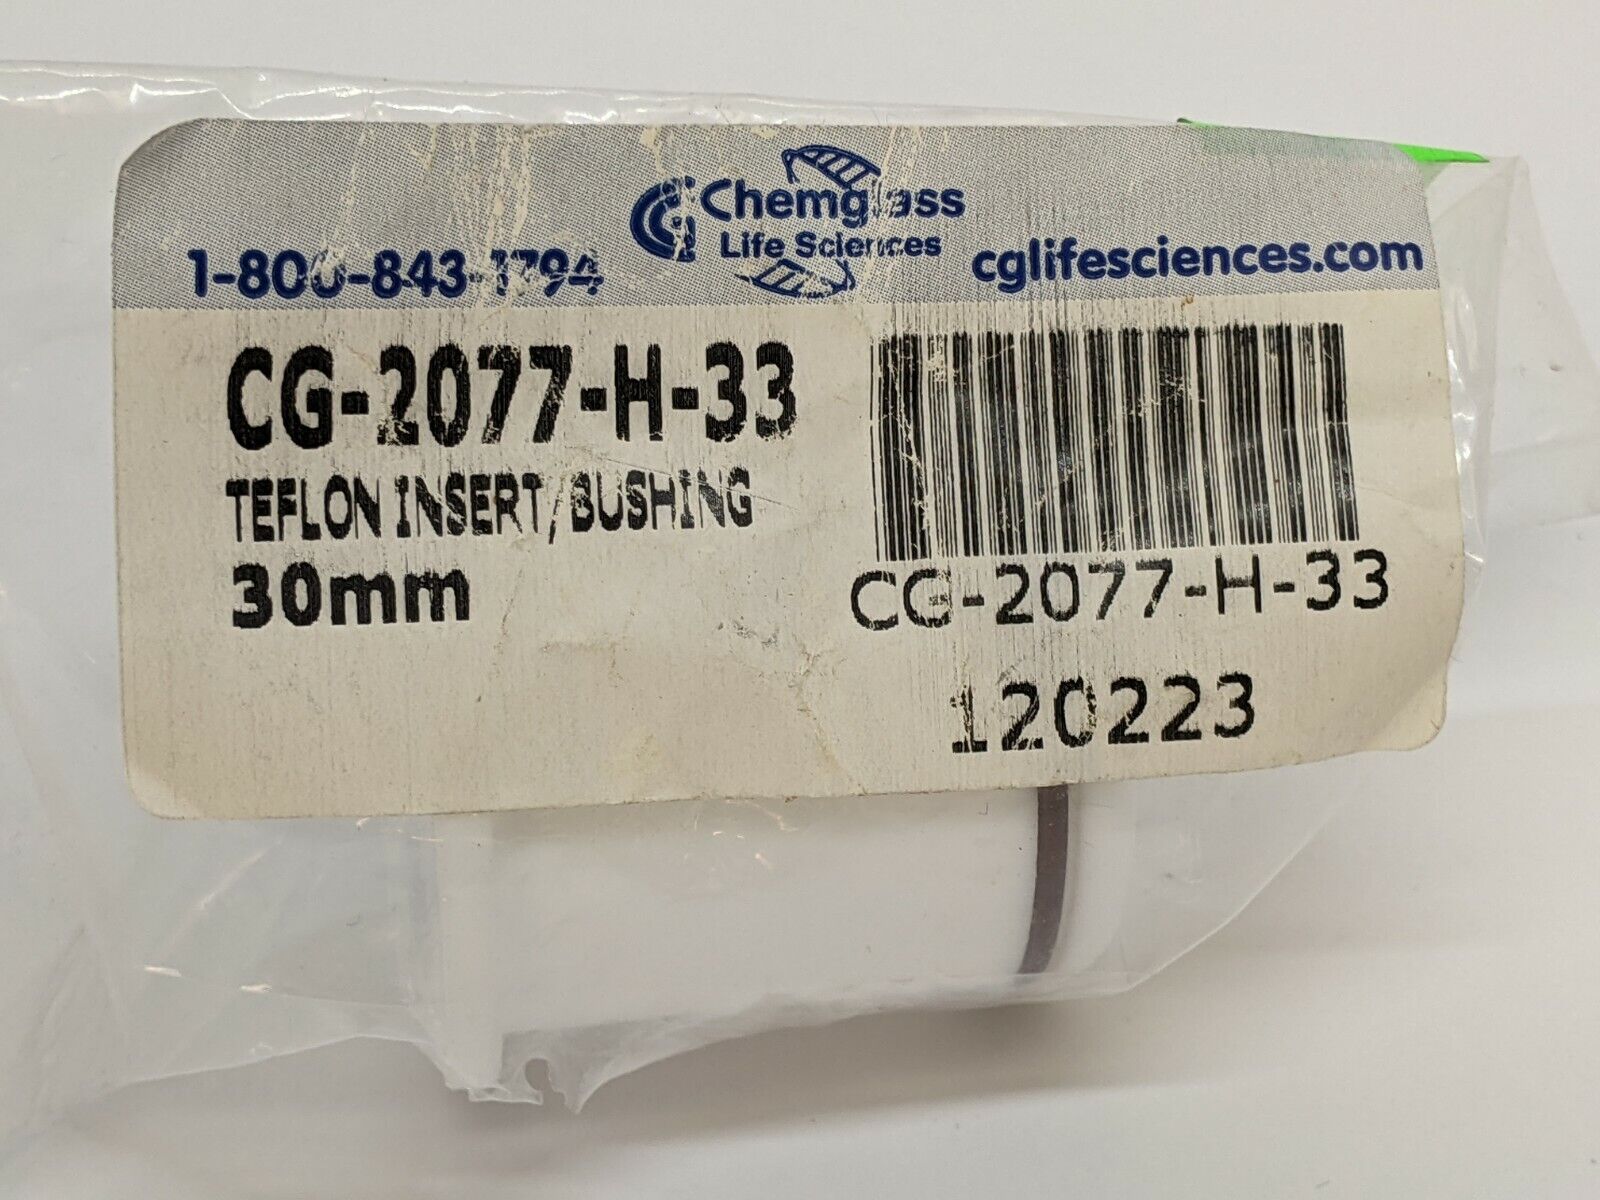 Chemglass
Life Sciences
1-800-843-1794
cglifesciences.com
CG-2077-H-33
TEFLON INSERT/BUSHING
30mm
CG-2077-H-33
120223